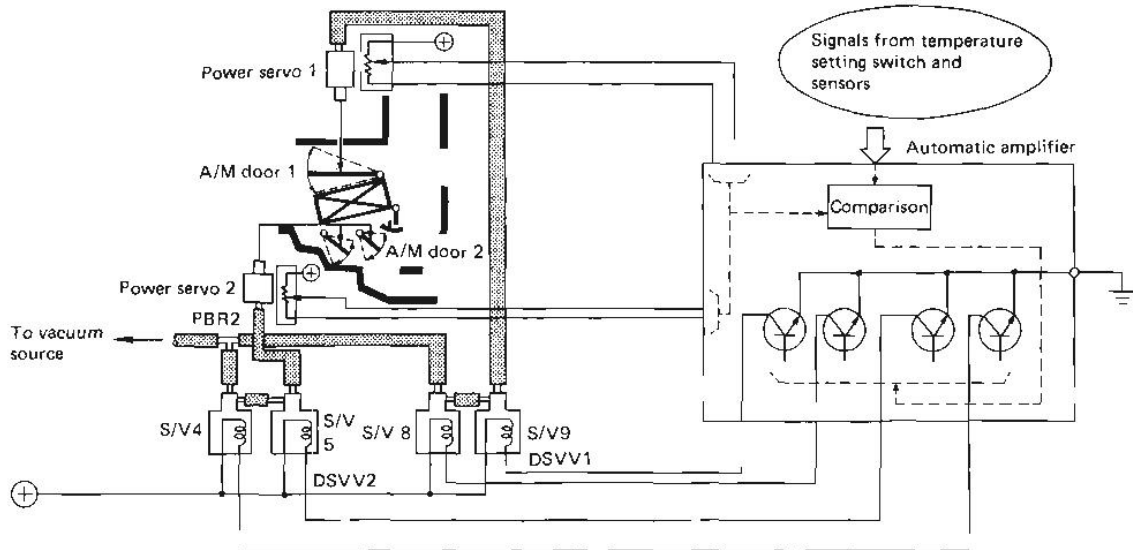 Signals from temperature
setting switch and
sensors
Power servo 1
Automatic amplifier
A/M door 1
Comparison
A/M door 2
Power servo 2
PBR2
To vacuum
source
S/V4
S/V
5
S/V 8
S/V9
DSVV1
DSVV2